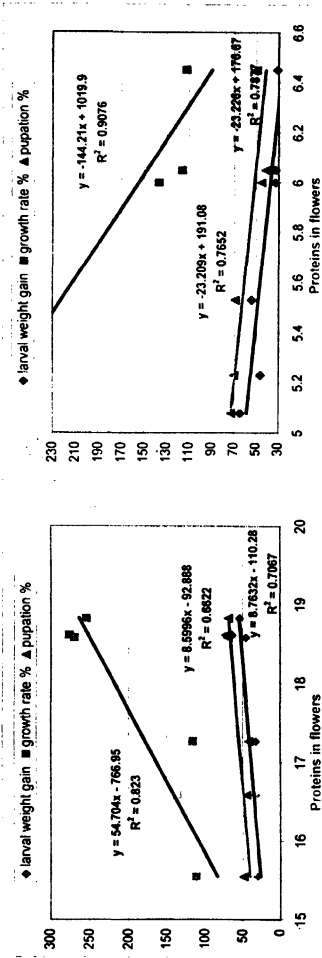 ◆ larval weight gain ■ growth rate % ▲ pupation %
300
250
200
150
100
50
0
y = 54.704x - 766.95
R² = 0.823
y = 8.5996x - 92.888
R² = 0.6622
y = 8.7632x - 110.28
R² = 0.7067
15
16
17
18
19
20
Proteins in flowers
◆ larval weight gain ■ growth rate % ▲ pupation %
230
210
190
170
150
130
110
90
70
50
30
y = -144.21x + 1019.9
R² = 0.9076
y = -23.209x + 191.08
R² = 0.7652
y = -23.226x + 176.67
5
5.2
5.4
5.6
5.8
6
6.2
6.4
6.6
Proteins in flowers